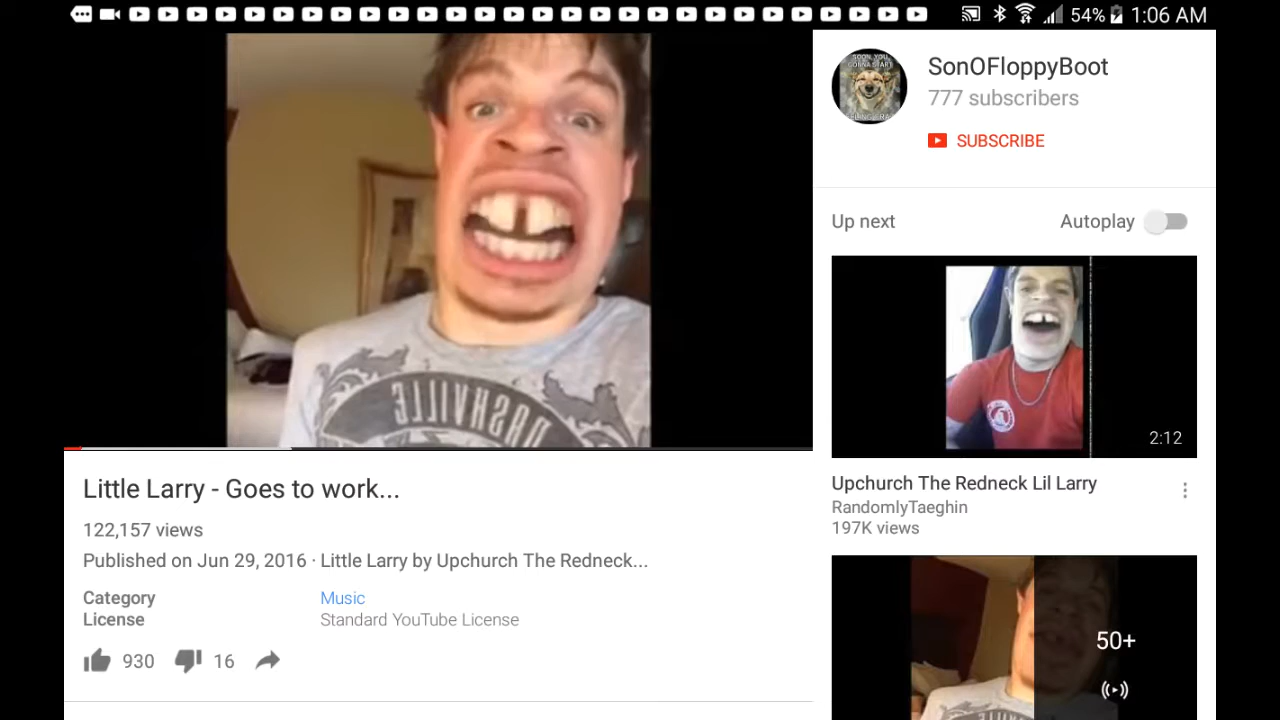 54% 1:06 AM
SonOFloppyBoot
777 subscribers
SUBSCRIBE
Up next
Autoplay
NASHVILLE
2:12
Little Larry - Goes to work...
122,157 views
Published on Jun 29, 2016 · Little Larry by Upchurch The Redneck...
Category Music
License Standard YouTube License
930 16
Upchurch The Redneck Lil Larry
RandomlyTaeghin
197K views
50+